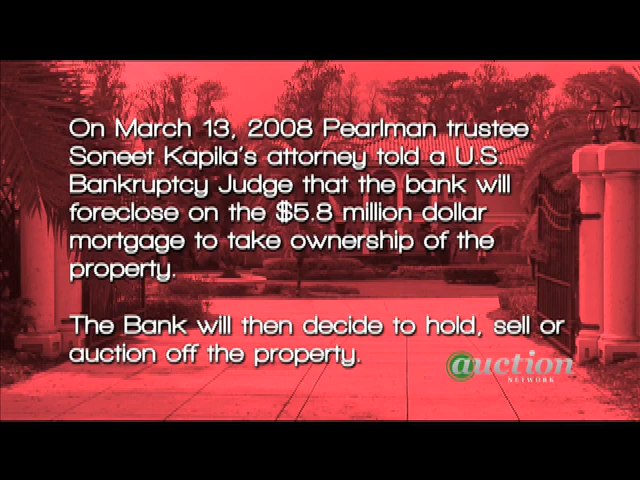 On March 13, 2008 Pearlman trustee
Soneet Kapila's attorney told a U.S.
Bankruptcy Judge that the bank will
foreclose on the $5.8 million dollar
mortgage to take ownership of the
property.
The Bank will then decide to hold, sell or
auction off the property.
auction
NETWORK